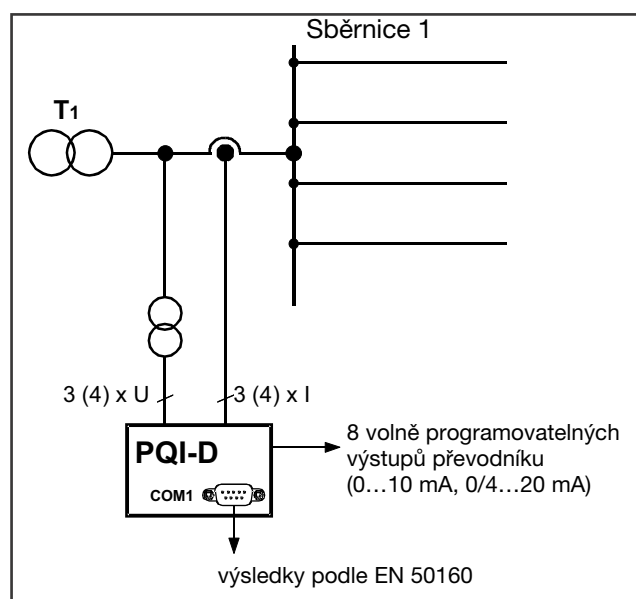 Sběrnice 1
T1
3 (4) x U
3 (4) x I
PQI-D
COM1
8 volně programovatelných
výstupů převodníku
(0…10 mA, 0/4…20 mA)
výsledky podle EN 50160